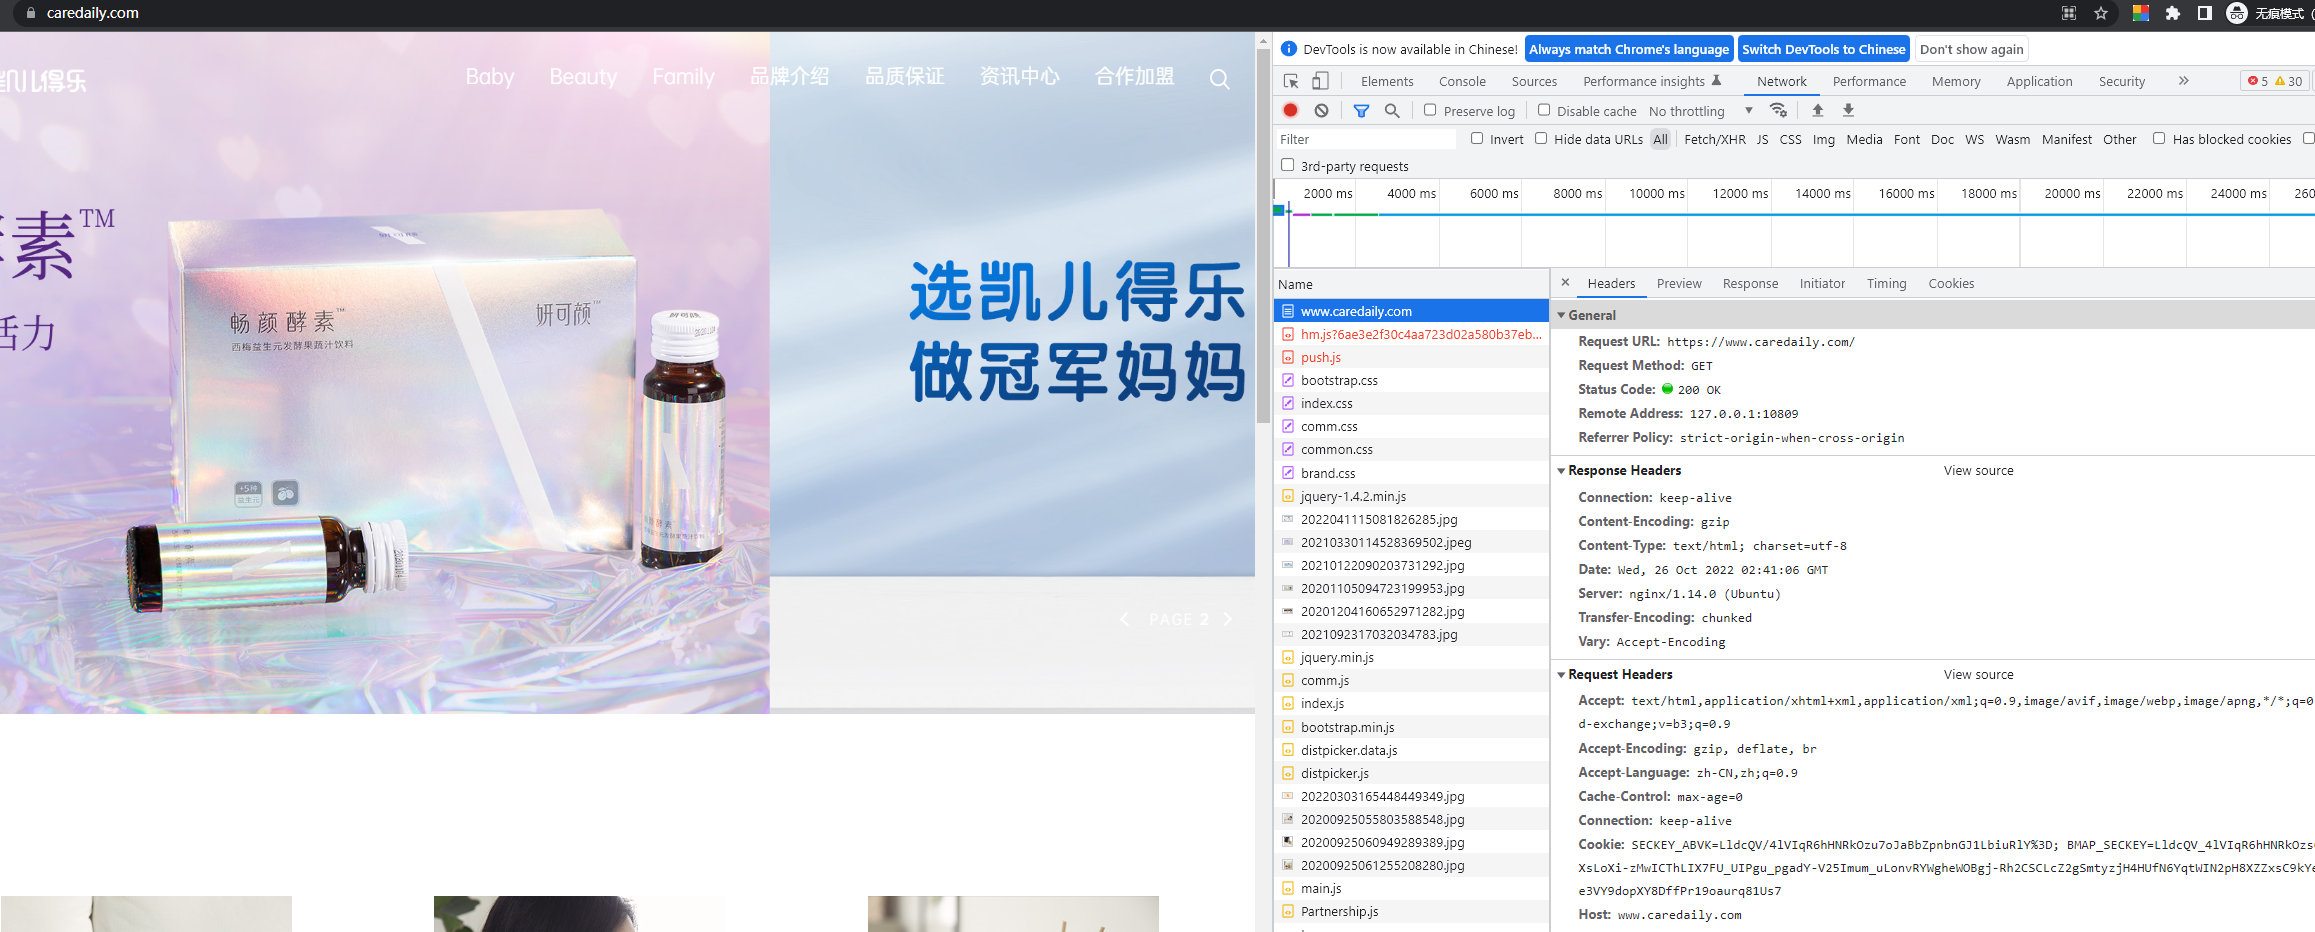 caredaily.com
无痕模式
凯儿得乐
Baby
Beauty
Family
品牌介绍
品质保证
资讯中心
合作加盟
素™
活力
畅颜酵素™
西梅益生元发酵果蔬汁饮料
妍可颜™
+5种
益生元
选凯儿得乐
做冠军妈妈
PAGE 2
DevTools is now available in Chinese!
Always match Chrome's language
Switch DevTools to Chinese
Don't show again
Elements
Console
Sources
Performance insights
Network
Performance
Memory
Application
Security
5
30
Preserve log
Disable cache
No throttling
Filter
Invert
Hide data URLs
All
Fetch/XHR
JS
CSS
Img
Media
Font
Doc
WS
Wasm
Manifest
Other
Has blocked cookies
3rd-party requests
2000 ms
4000 ms
6000 ms
8000 ms
10000 ms
12000 ms
14000 ms
16000 ms
18000 ms
20000 ms
22000 ms
24000 ms
260
Name
www.caredaily.com
hm.js?6ae3e2f30c4aa723d02a580b37eb...
push.js
bootstrap.css
index.css
comm.css
common.css
brand.css
jquery-1.4.2.min.js
2022041115081826285.jpg
20210330114528369502.jpeg
20210122090203731292.jpg
20201105094723199953.jpg
20201204160652971282.jpg
2021092317032034783.jpg
jquery.min.js
comm.js
index.js
bootstrap.min.js
distpicker.data.js
distpicker.js
20220303165448449349.jpg
20200925055803588548.jpg
20200925060949289389.jpg
20200925061255208280.jpg
main.js
Partnership.js
Headers
Preview
Response
Initiator
Timing
Cookies
General
Request URL: https://www.caredaily.com/
Request Method: GET
Status Code: 200 OK
Remote Address: 127.0.0.1:10809
Referrer Policy: strict-origin-when-cross-origin
Response Headers
View source
Connection: keep-alive
Content-Encoding: gzip
Content-Type: text/html; charset=utf-8
Date: Wed, 26 Oct 2022 02:41:06 GMT
Server: nginx/1.14.0 (Ubuntu)
Transfer-Encoding: chunked
Vary: Accept-Encoding
Request Headers
View source
Accept: text/html,application/xhtml+xml,application/xml;q=0.9,image/avif,image/webp,image/apng,*/*;q=0
d-exchange;v=b3;q=0.9
Accept-Encoding: gzip, deflate, br
Accept-Language: zh-CN,zh;q=0.9
Cache-Control: max-age=0
Connection: keep-alive
Cookie: SECKEY_ABVK=LldcQV/4lVIqR6hHNRkOzu7oJaBbZpnbnGJ1LbiuRlY%3D; BMAP_SECKEY=LldcQV_4lVIqR6hHNRkOzs
XsLoXi-zMwICThLIX7FU_UIPgu_pgadY-V25Imum_uLonvRYWgheWOBgj-Rh2CSCLcZ2gSmtyzjH4HUfN6YqtWIN2pH8XZZxsC9kYe
e3VY9dopXY8DffPr19oaurq81Us7
Host: www.caredaily.com